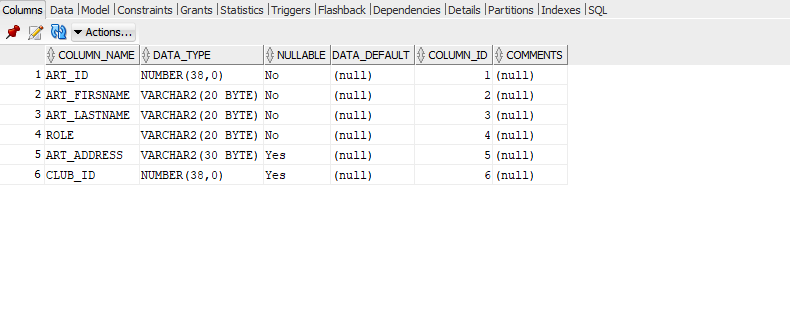 Columns | Data | Model | Constraints | Grants | Statistics | Triggers | Flashback | Dependencies | Details | Partitions | Indexes | SQL
Actions...
COLUMN_NAME DATA_TYPE NULLABLE DATA_DEFAULT COLUMN_ID COMMENTS
1 ART_ID NUMBER(38,0) No (null) 1 (null)
2 ART_FIRSNAME VARCHAR2(20 BYTE) No (null) 2 (null)
3 ART_LASTNAME VARCHAR2(20 BYTE) No (null) 3 (null)
4 ROLE VARCHAR2(20 BYTE) No (null) 4 (null)
5 ART_ADDRESS VARCHAR2(30 BYTE) Yes (null) 5 (null)
6 CLUB_ID NUMBER(38,0) Yes (null) 6 (null)